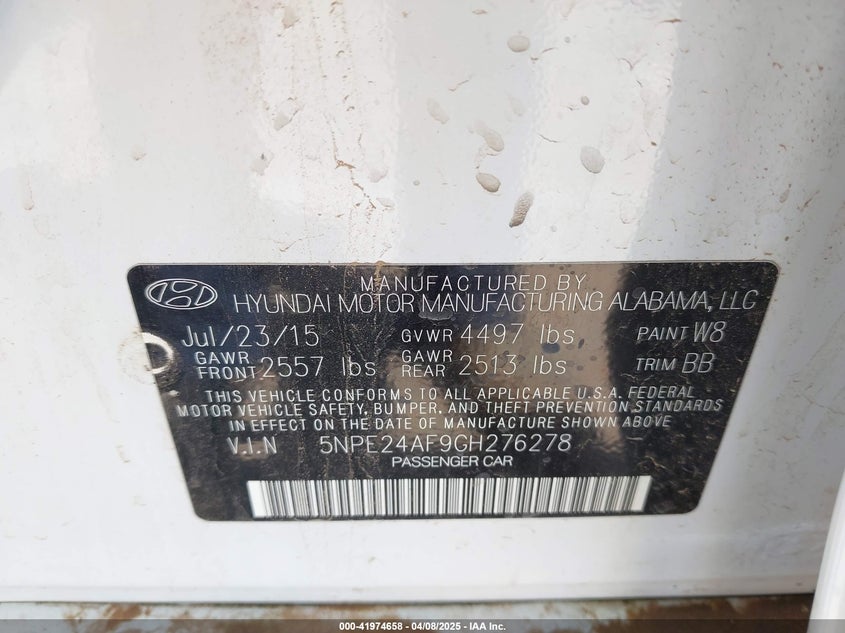 MANUFACTURED BY
HYUNDAI MOTOR MANUFACTURING ALABAMA, LLC
Jul/23/15 GVWR 4497 lbs PAINT W8
GAWR FRONT 2557 lbs GAWR REAR 2513 lbs TRIM BB
THIS VEHICLE CONFORMS TO ALL APPLICABLE U.S.A. FEDERAL
MOTOR VEHICLE SAFETY, BUMPER, AND THEFT PREVENTION STANDARDS
IN EFFECT ON THE DATE OF MANUFACTURE SHOWN ABOVE
V.I.N 5NPE24AF9GH276278
PASSENGER CAR
000-41974658 - 04/08/2025 - IAA Inc.